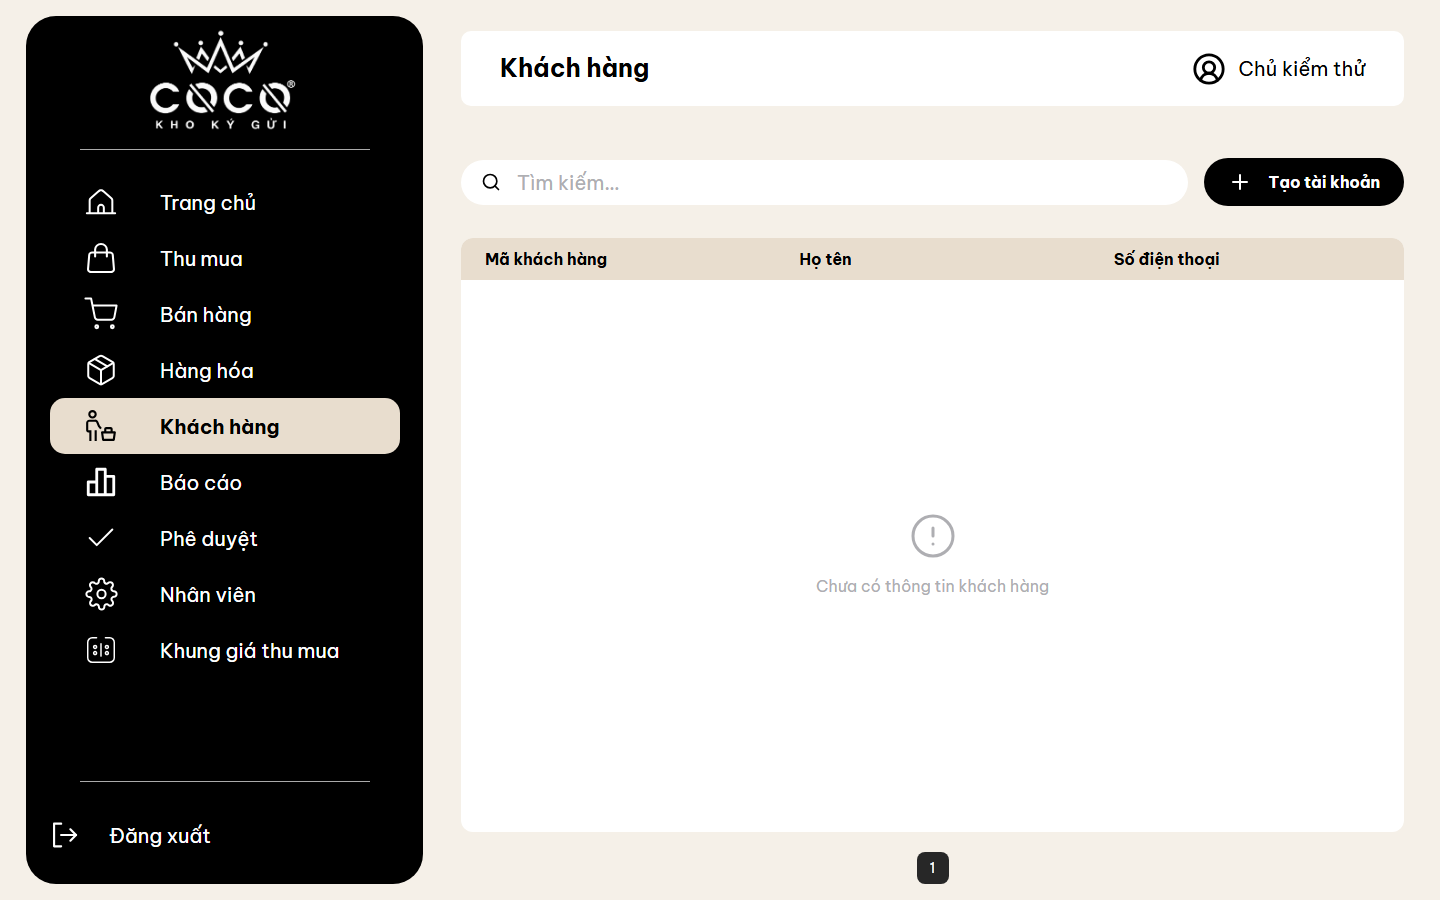 COCO®
KHO KÝ GỬI
Trang chủ
Thu mua
Bán hàng
Hàng hóa
Khách hàng
Báo cáo
Phê duyệt
Nhân viên
Khung giá thu mua
Đăng xuất
Khách hàng
Chủ kiểm thử
Tìm kiếm...
Tạo tài khoản
Mã khách hàng Họ tên Số điện thoại
Chưa có thông tin khách hàng
1